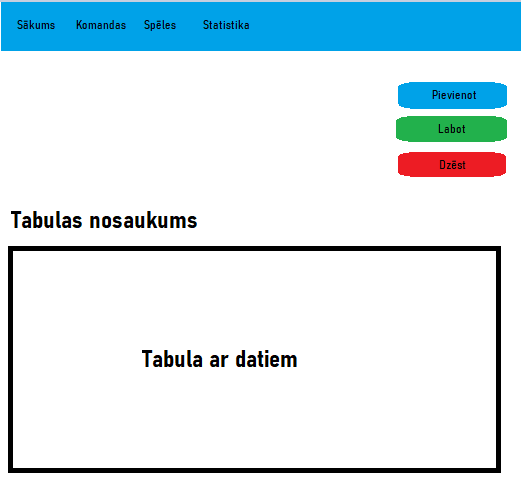 Sākums Komandas Spēles Statistika
Pievienot
Labot
Dzēst
Tabulas nosaukums
Tabula ar datiem